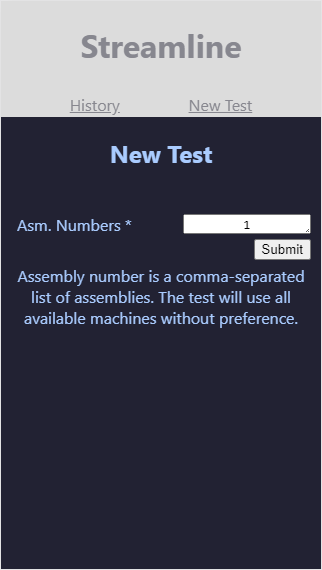 Streamline
History New Test
New Test
Asm. Numbers * 1
Submit
Assembly number is a comma-separated
list of assemblies. The test will use all
available machines without preference.